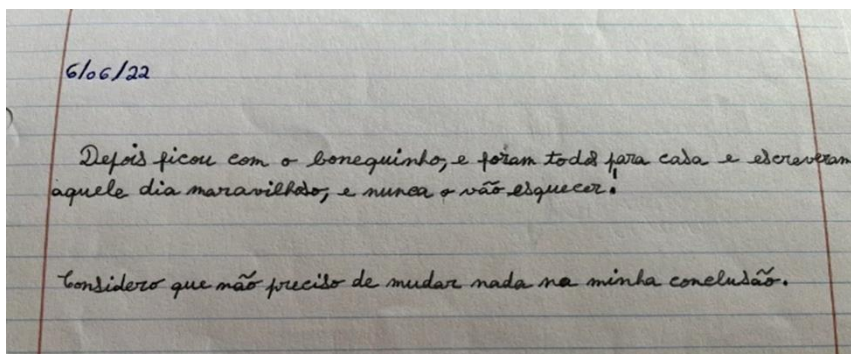 6/06/22
Depois ficou com o bonequinho, e foram todos para casa e escreveram
aquele dia maravilhoso, e nunca o vão esquecer!
Considero que não preciso de mudar nada na minha conclusão.